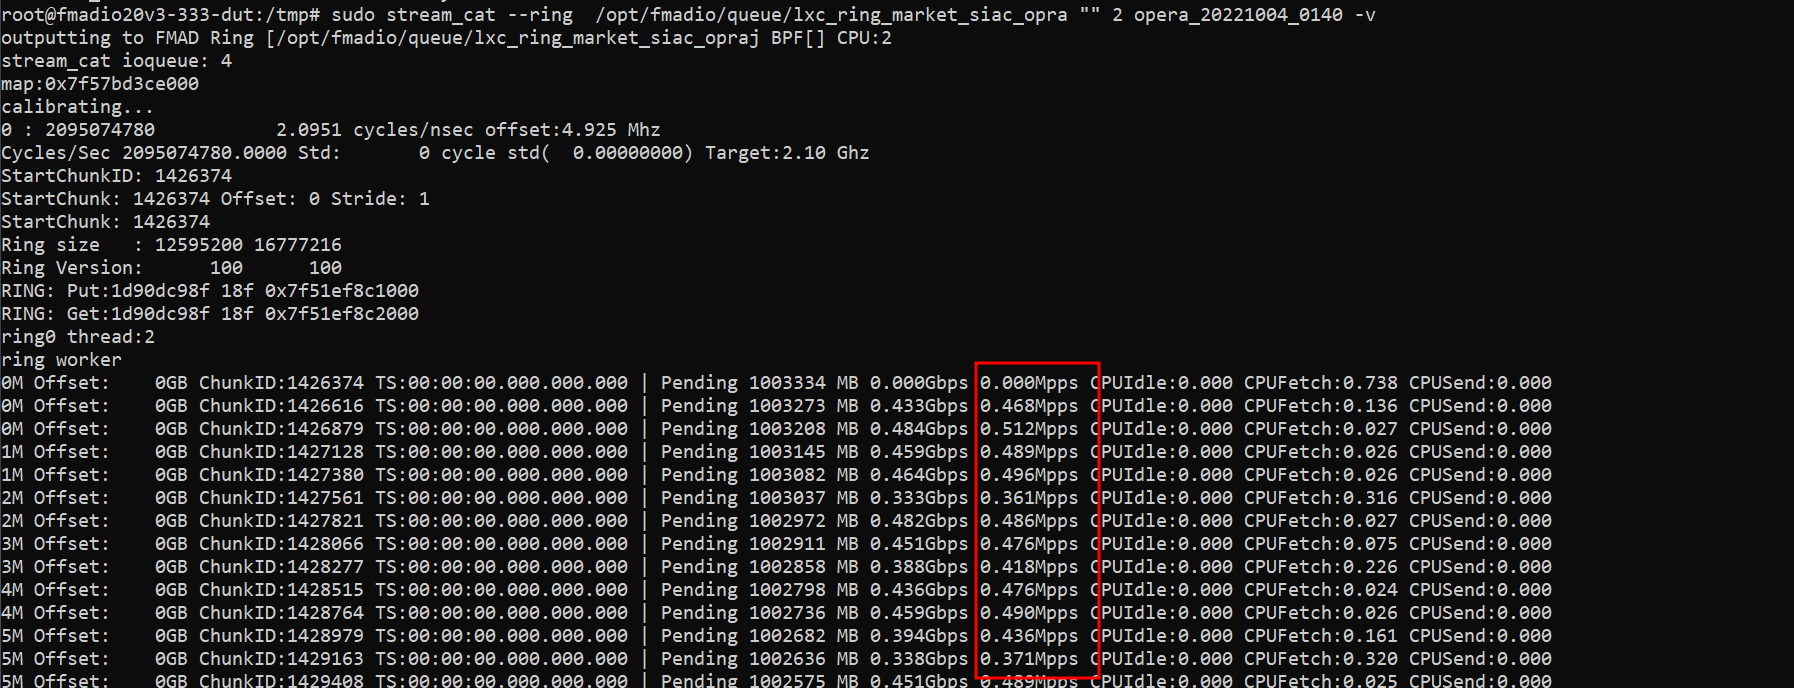 root@fmadio20v3-333-dut:/tmp# sudo stream_cat --ring  /opt/fmadio/queue/lxc_ring_market_siac_opra "" 2 opera_20221004_0140 -v
outputting to FMAD Ring [/opt/fmadio/queue/lxc_ring_market_siac_opraj BPF[] CPU:2
stream_cat ioqueue: 4
map:0x7f57bd3ce000
calibrating...
0 : 2095074780           2.0951 cycles/nsec offset:4.925 Mhz
Cycles/Sec 2095074780.0000 Std:       0 cycle std(  0.00000000) Target:2.10 Ghz
StartChunkID: 1426374
StartChunk: 1426374 Offset: 0 Stride: 1
StartChunk: 1426374
Ring size   : 12595200 16777216
Ring Version:      100      100
RING: Put:1d90dc98f 18f 0x7f51ef8c1000
RING: Get:1d90dc98f 18f 0x7f51ef8c2000
ring0 thread:2
ring worker
0M Offset:    0GB ChunkID:1426374 TS:00:00:00.000.000.000 | Pending 1003334 MB 0.000Gbps 0.000Mpps CPUIdle:0.000 CPUFetch:0.738 CPUSend:0.000
0M Offset:    0GB ChunkID:1426616 TS:00:00:00.000.000.000 | Pending 1003273 MB 0.433Gbps 0.468Mpps CPUIdle:0.000 CPUFetch:0.136 CPUSend:0.000
0M Offset:    0GB ChunkID:1426879 TS:00:00:00.000.000.000 | Pending 1003208 MB 0.484Gbps 0.512Mpps CPUIdle:0.000 CPUFetch:0.027 CPUSend:0.000
1M Offset:    0GB ChunkID:1427128 TS:00:00:00.000.000.000 | Pending 1003145 MB 0.459Gbps 0.489Mpps CPUIdle:0.000 CPUFetch:0.026 CPUSend:0.000
1M Offset:    0GB ChunkID:1427380 TS:00:00:00.000.000.000 | Pending 1003082 MB 0.464Gbps 0.496Mpps CPUIdle:0.000 CPUFetch:0.026 CPUSend:0.000
2M Offset:    0GB ChunkID:1427561 TS:00:00:00.000.000.000 | Pending 1003037 MB 0.333Gbps 0.361Mpps CPUIdle:0.000 CPUFetch:0.316 CPUSend:0.000
2M Offset:    0GB ChunkID:1427821 TS:00:00:00.000.000.000 | Pending 1002972 MB 0.482Gbps 0.486Mpps CPUIdle:0.000 CPUFetch:0.027 CPUSend:0.000
3M Offset:    0GB ChunkID:1428066 TS:00:00:00.000.000.000 | Pending 1002911 MB 0.451Gbps 0.476Mpps CPUIdle:0.000 CPUFetch:0.075 CPUSend:0.000
3M Offset:    0GB ChunkID:1428277 TS:00:00:00.000.000.000 | Pending 1002858 MB 0.388Gbps 0.418Mpps CPUIdle:0.000 CPUFetch:0.226 CPUSend:0.000
4M Offset:    0GB ChunkID:1428515 TS:00:00:00.000.000.000 | Pending 1002798 MB 0.436Gbps 0.476Mpps CPUIdle:0.000 CPUFetch:0.024 CPUSend:0.000
4M Offset:    0GB ChunkID:1428764 TS:00:00:00.000.000.000 | Pending 1002736 MB 0.459Gbps 0.490Mpps CPUIdle:0.000 CPUFetch:0.026 CPUSend:0.000
5M Offset:    0GB ChunkID:1428979 TS:00:00:00.000.000.000 | Pending 1002682 MB 0.394Gbps 0.436Mpps CPUIdle:0.000 CPUFetch:0.161 CPUSend:0.000
5M Offset:    0GB ChunkID:1429163 TS:00:00:00.000.000.000 | Pending 1002636 MB 0.338Gbps 0.371Mpps CPUIdle:0.000 CPUFetch:0.320 CPUSend:0.000
5M Offset:    0GB ChunkID:1429408 TS:00:00:00.000.000.000 | Pending 1002575 MB 0.451Gbps 0.489Mpps CPUIdle:0.000 CPUFetch:0.025 CPUSend:0.000